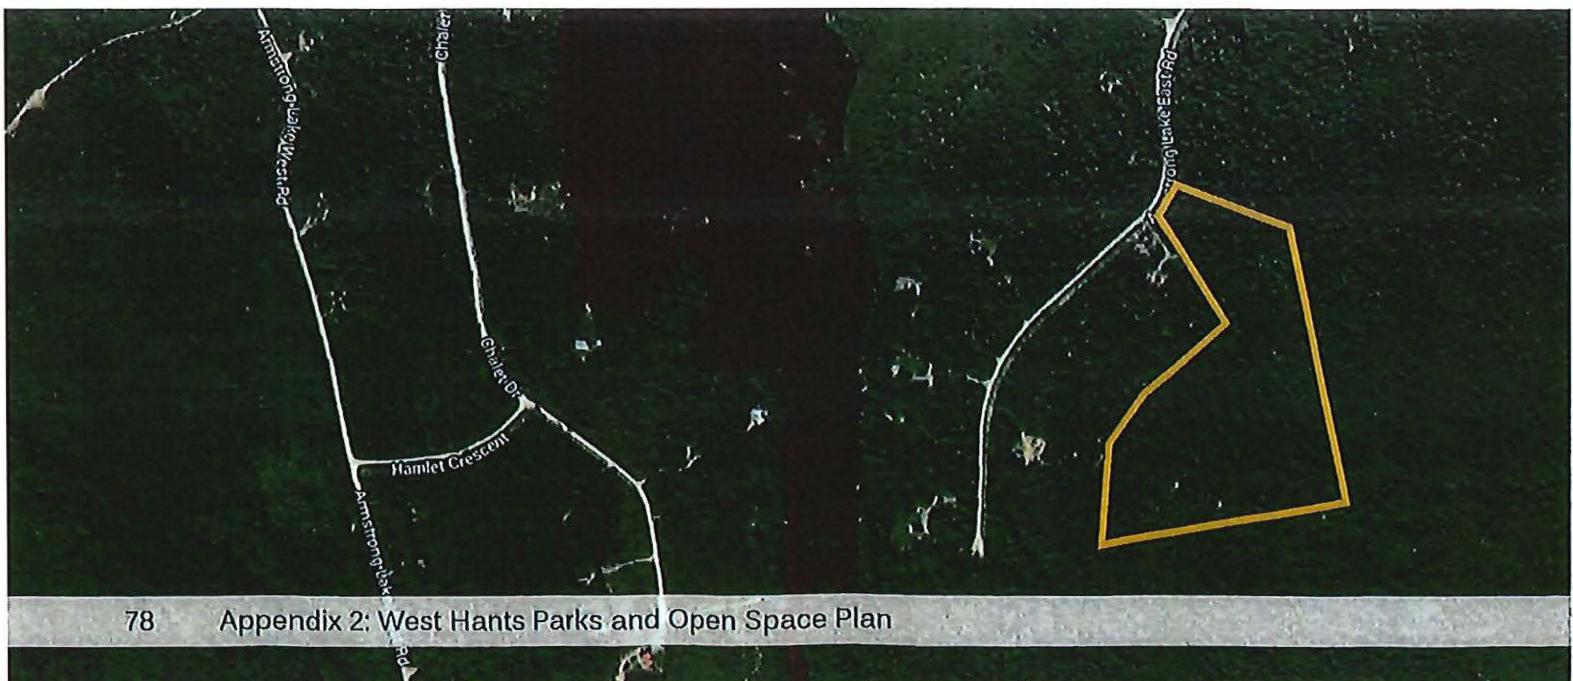 Armstrong Lake West Rd
Chalet
Armstrong Lake East Rd
Chalet Dr
Hamlet Crescent
Armstrong Lak
Rd
78 Appendix 2: West Hants Parks and Open Space Plan